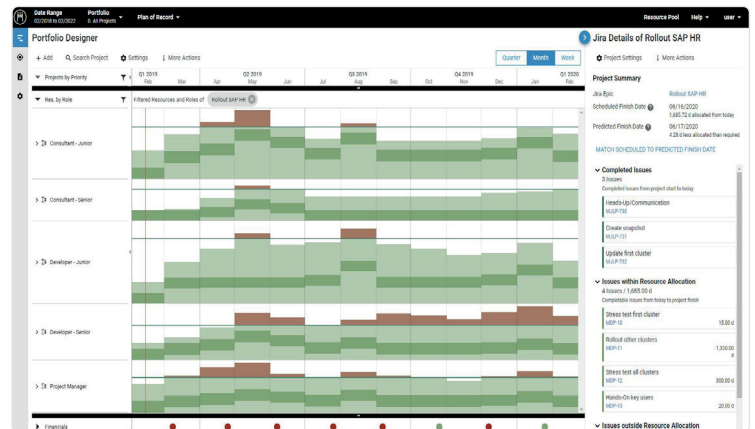 Date Range
02/2018 to 02/2022
Portfolio
0. All Projects
Plan of Record
Resource Pool
Help
user
Portfolio Designer
+ Add
Search Project
Settings
More Actions
Quarter
Month
Week
Projects by Priority
Q1 2019
Q2 2019
Q3 2019
Q4 2019
Q1 2020
Feb
Mar
Apr
May
Jun
Jul
Aug
Sep
Oct
Nov
Dec
Jan
Feb
Res. by Role
Filtered Resources and Roles of
Rollout SAP HR
Consultant - Junior
Consultant - Senior
Developer - Junior
Developer - Senior
Project Manager
Financials
Jira Details of Rollout SAP HR
Project Settings
More Actions
Project Summary
Jira Epic
Rollout SAP HR
Scheduled Finish Date
06/16/2020
1,685.72 d allocated from today
Predicted Finish Date
06/17/2020
4.28 d less allocated than required
MATCH SCHEDULED TO PREDICTED FINISH DATE
Completed Issues
3 Issues
Completed issues from project start to today
Heads-Up/Communication
MJLP-730
Create snapshot
MJLP-731
Update first cluster
MJLP-732
Issues within Resource Allocation
4 Issues / 1,685.00 d
Completable issues from today to project finish
Stress test first cluster
MDP-10
15.00 d
Rollout other clusters
MDP-11
1,350.00
d
Stress test all clusters
MDP-12
300.00 d
Hands-On key users
MDP-13
20.00 d
Issues outside Resource Allocation